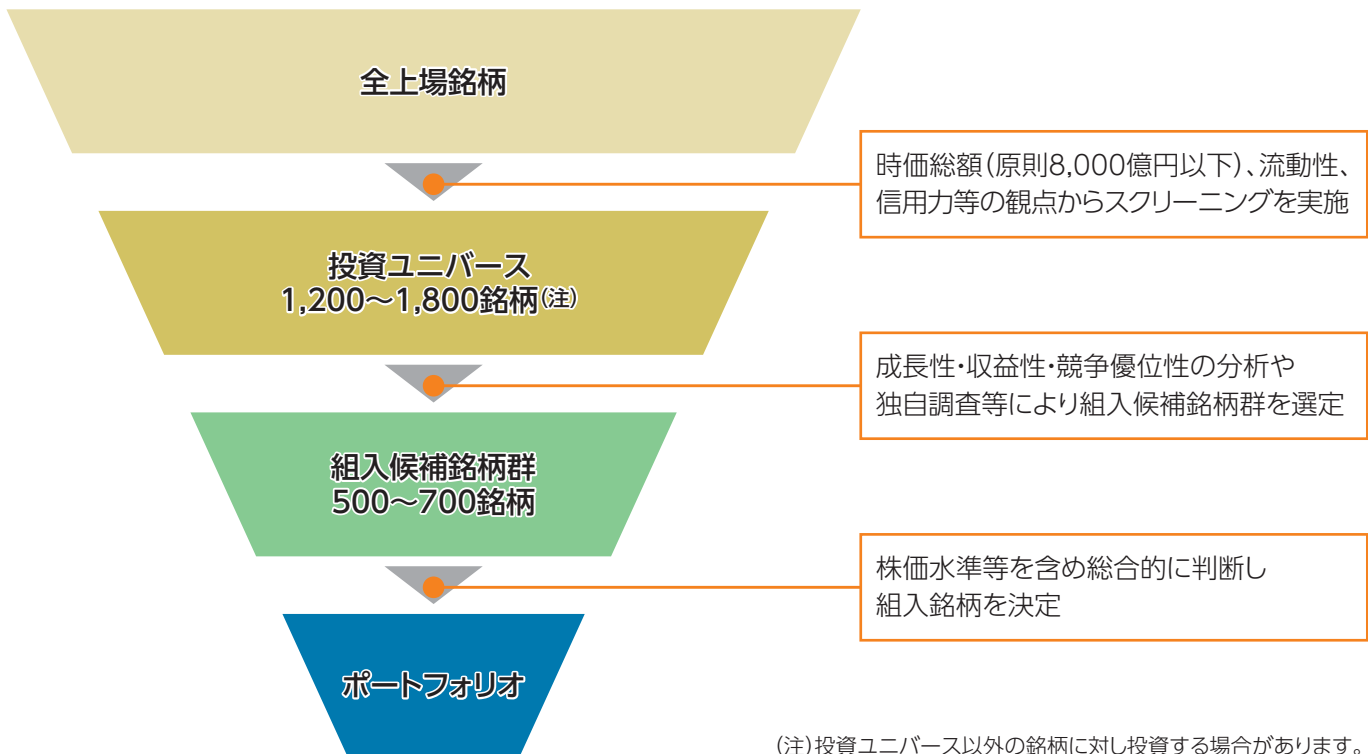 全上場銘柄
時価総額(原則8,000億円以下)、流動性、
信用力等の観点からスクリーニングを実施
投資ユニバース
1,200～1,800銘柄(注)
成長性・収益性・競争優位性の分析や
独自調査等により組入候補銘柄群を選定
組入候補銘柄群
500～700銘柄
株価水準等を含め総合的に判断し
組入銘柄を決定
ポートフォリオ
(注)投資ユニバース以外の銘柄に対し投資する場合があります。